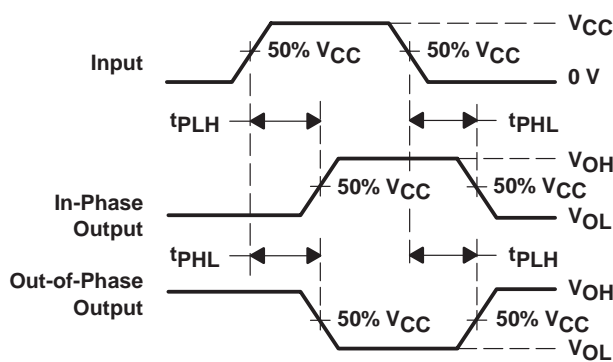 Input
50% VCC
50% VCC
VCC
0 V
tPLH
tPHL
In-Phase
Output
50% VCC
50% VCC
VOH
VOL
tPHL
tPLH
Out-of-Phase
Output
50% VCC
50% VCC
VOH
VOL